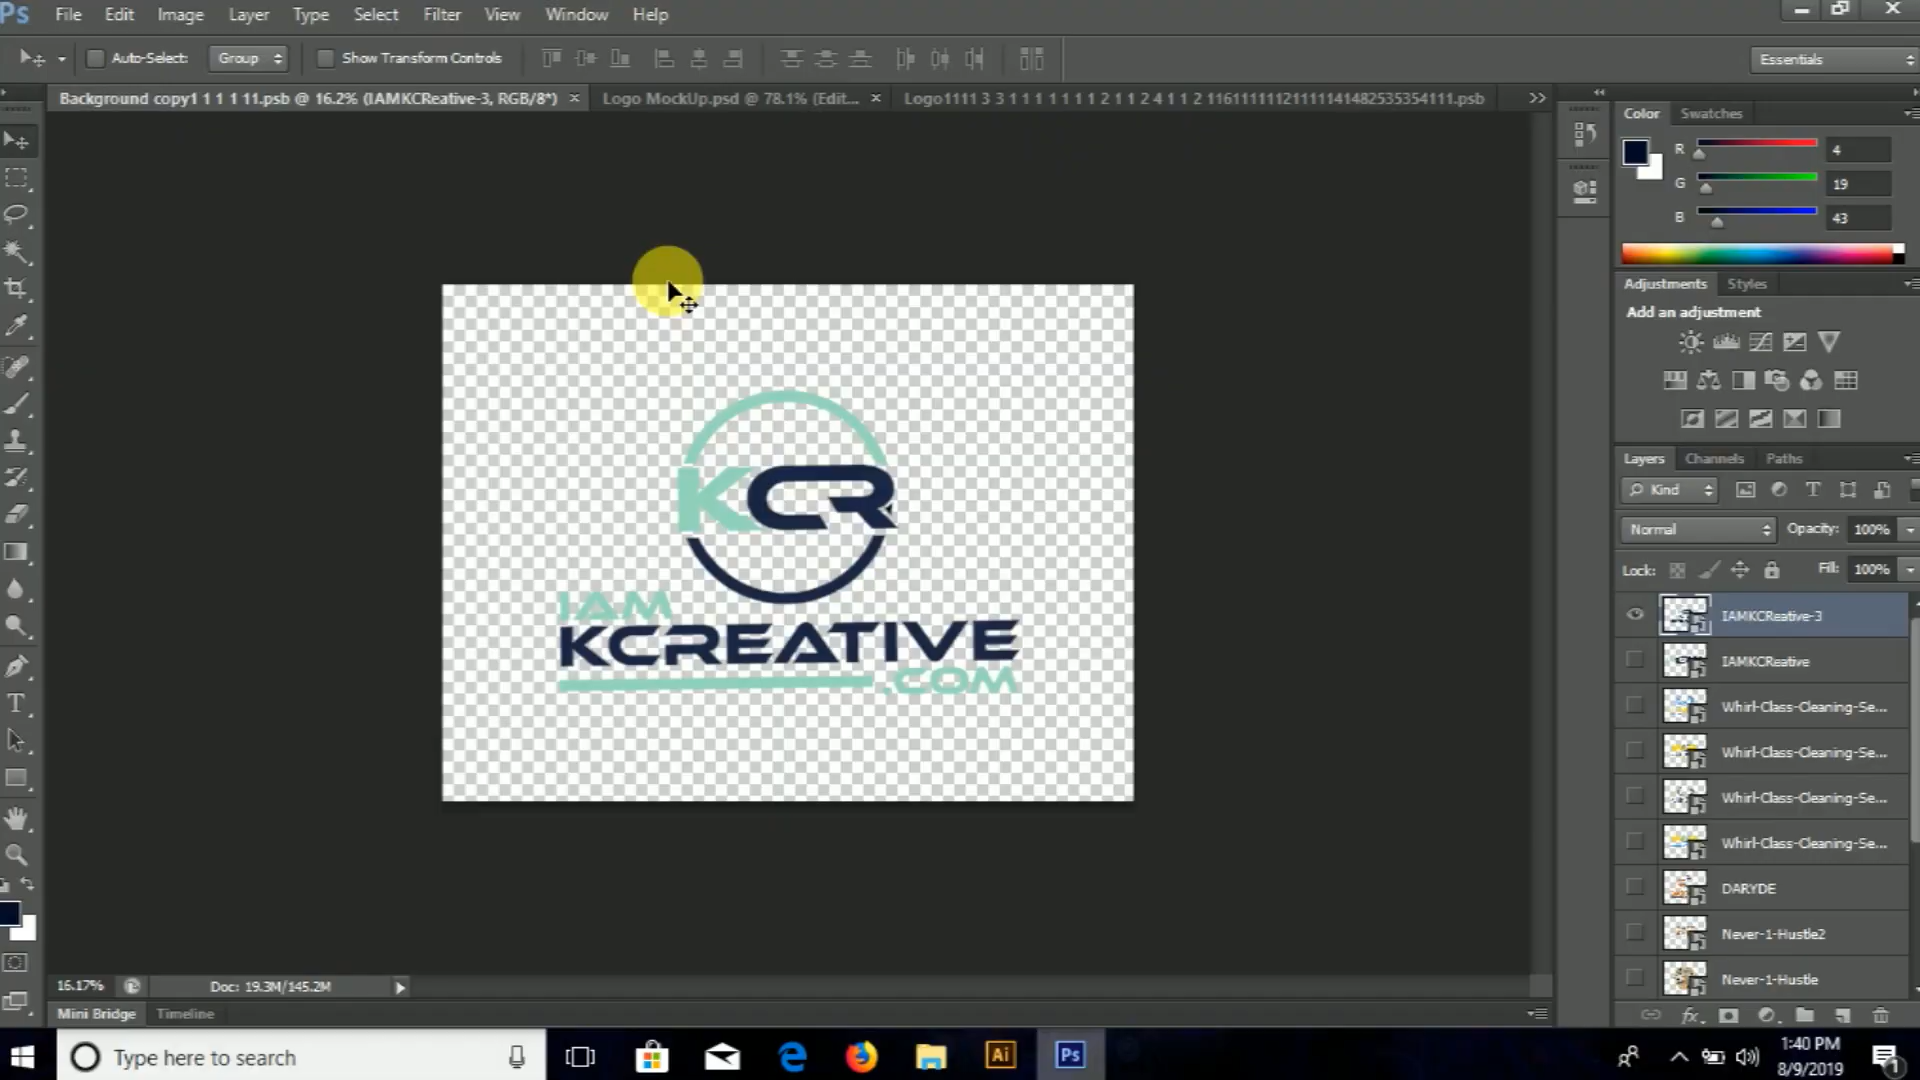 Ps File Edit Image Layer Type Select Filter View Window Help
Auto-Select: Group Show Transform Controls Essentials
Background copy1 1 1 1 11.psb @ 16.2% (IAMKCReative-3, RGB/8*) Logo MockUp.psd @ 78.1% (Edit...
Color Swatches
R 4
G 19
B 43
Adjustments Styles
Add an adjustment
KCR
IAM
KCREATIVE
.COM
Layers Channels Paths
Kind
Normal Opacity: 100%
Lock: Fill: 100%
IAMKCReative-3
IAMKCReative
Whirl-Class-Cleaning-Se...
Whirl-Class-Cleaning-Se...
Whirl-Class-Cleaning-Se...
Whirl-Class-Cleaning-Se...
DARYDE
Never-1-Hustle2
Never-1-Hustle
16.17% Doc: 19.3M/145.2M
Mini Bridge Timeline
Type here to search
Ai Ps
1:40 PM
8/9/2019
1